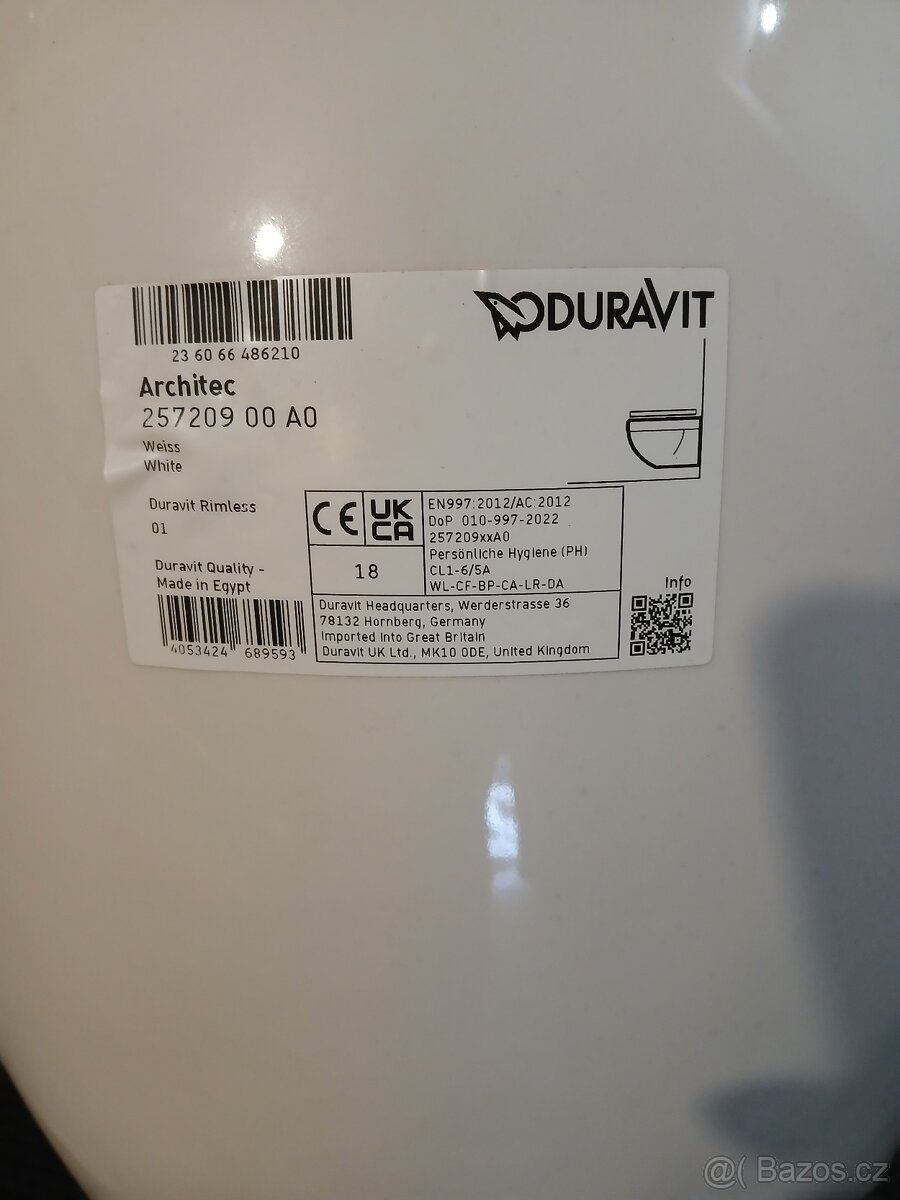 DURAVIT
23 60 66 486210
Architec
257209 00 A0
Weiss
White
Duravit Rimless
01
Duravit Quality -
Made in Egypt
4053424 689593
CE
UK
CA
18
EN997:2012/AC:2012
DoP 010-997-2022
257209xxA0
Persönliche Hygiene (PH)
CL1-6/5A
WL-CF-BP-CA-LR-DA
Duravit Headquarters, Werderstrasse 36
78132 Hornberg, Germany
Imported into Great Britain
Duravit UK Ltd., MK10 0DE, United Kingdom
Info
@( Bazos.cz